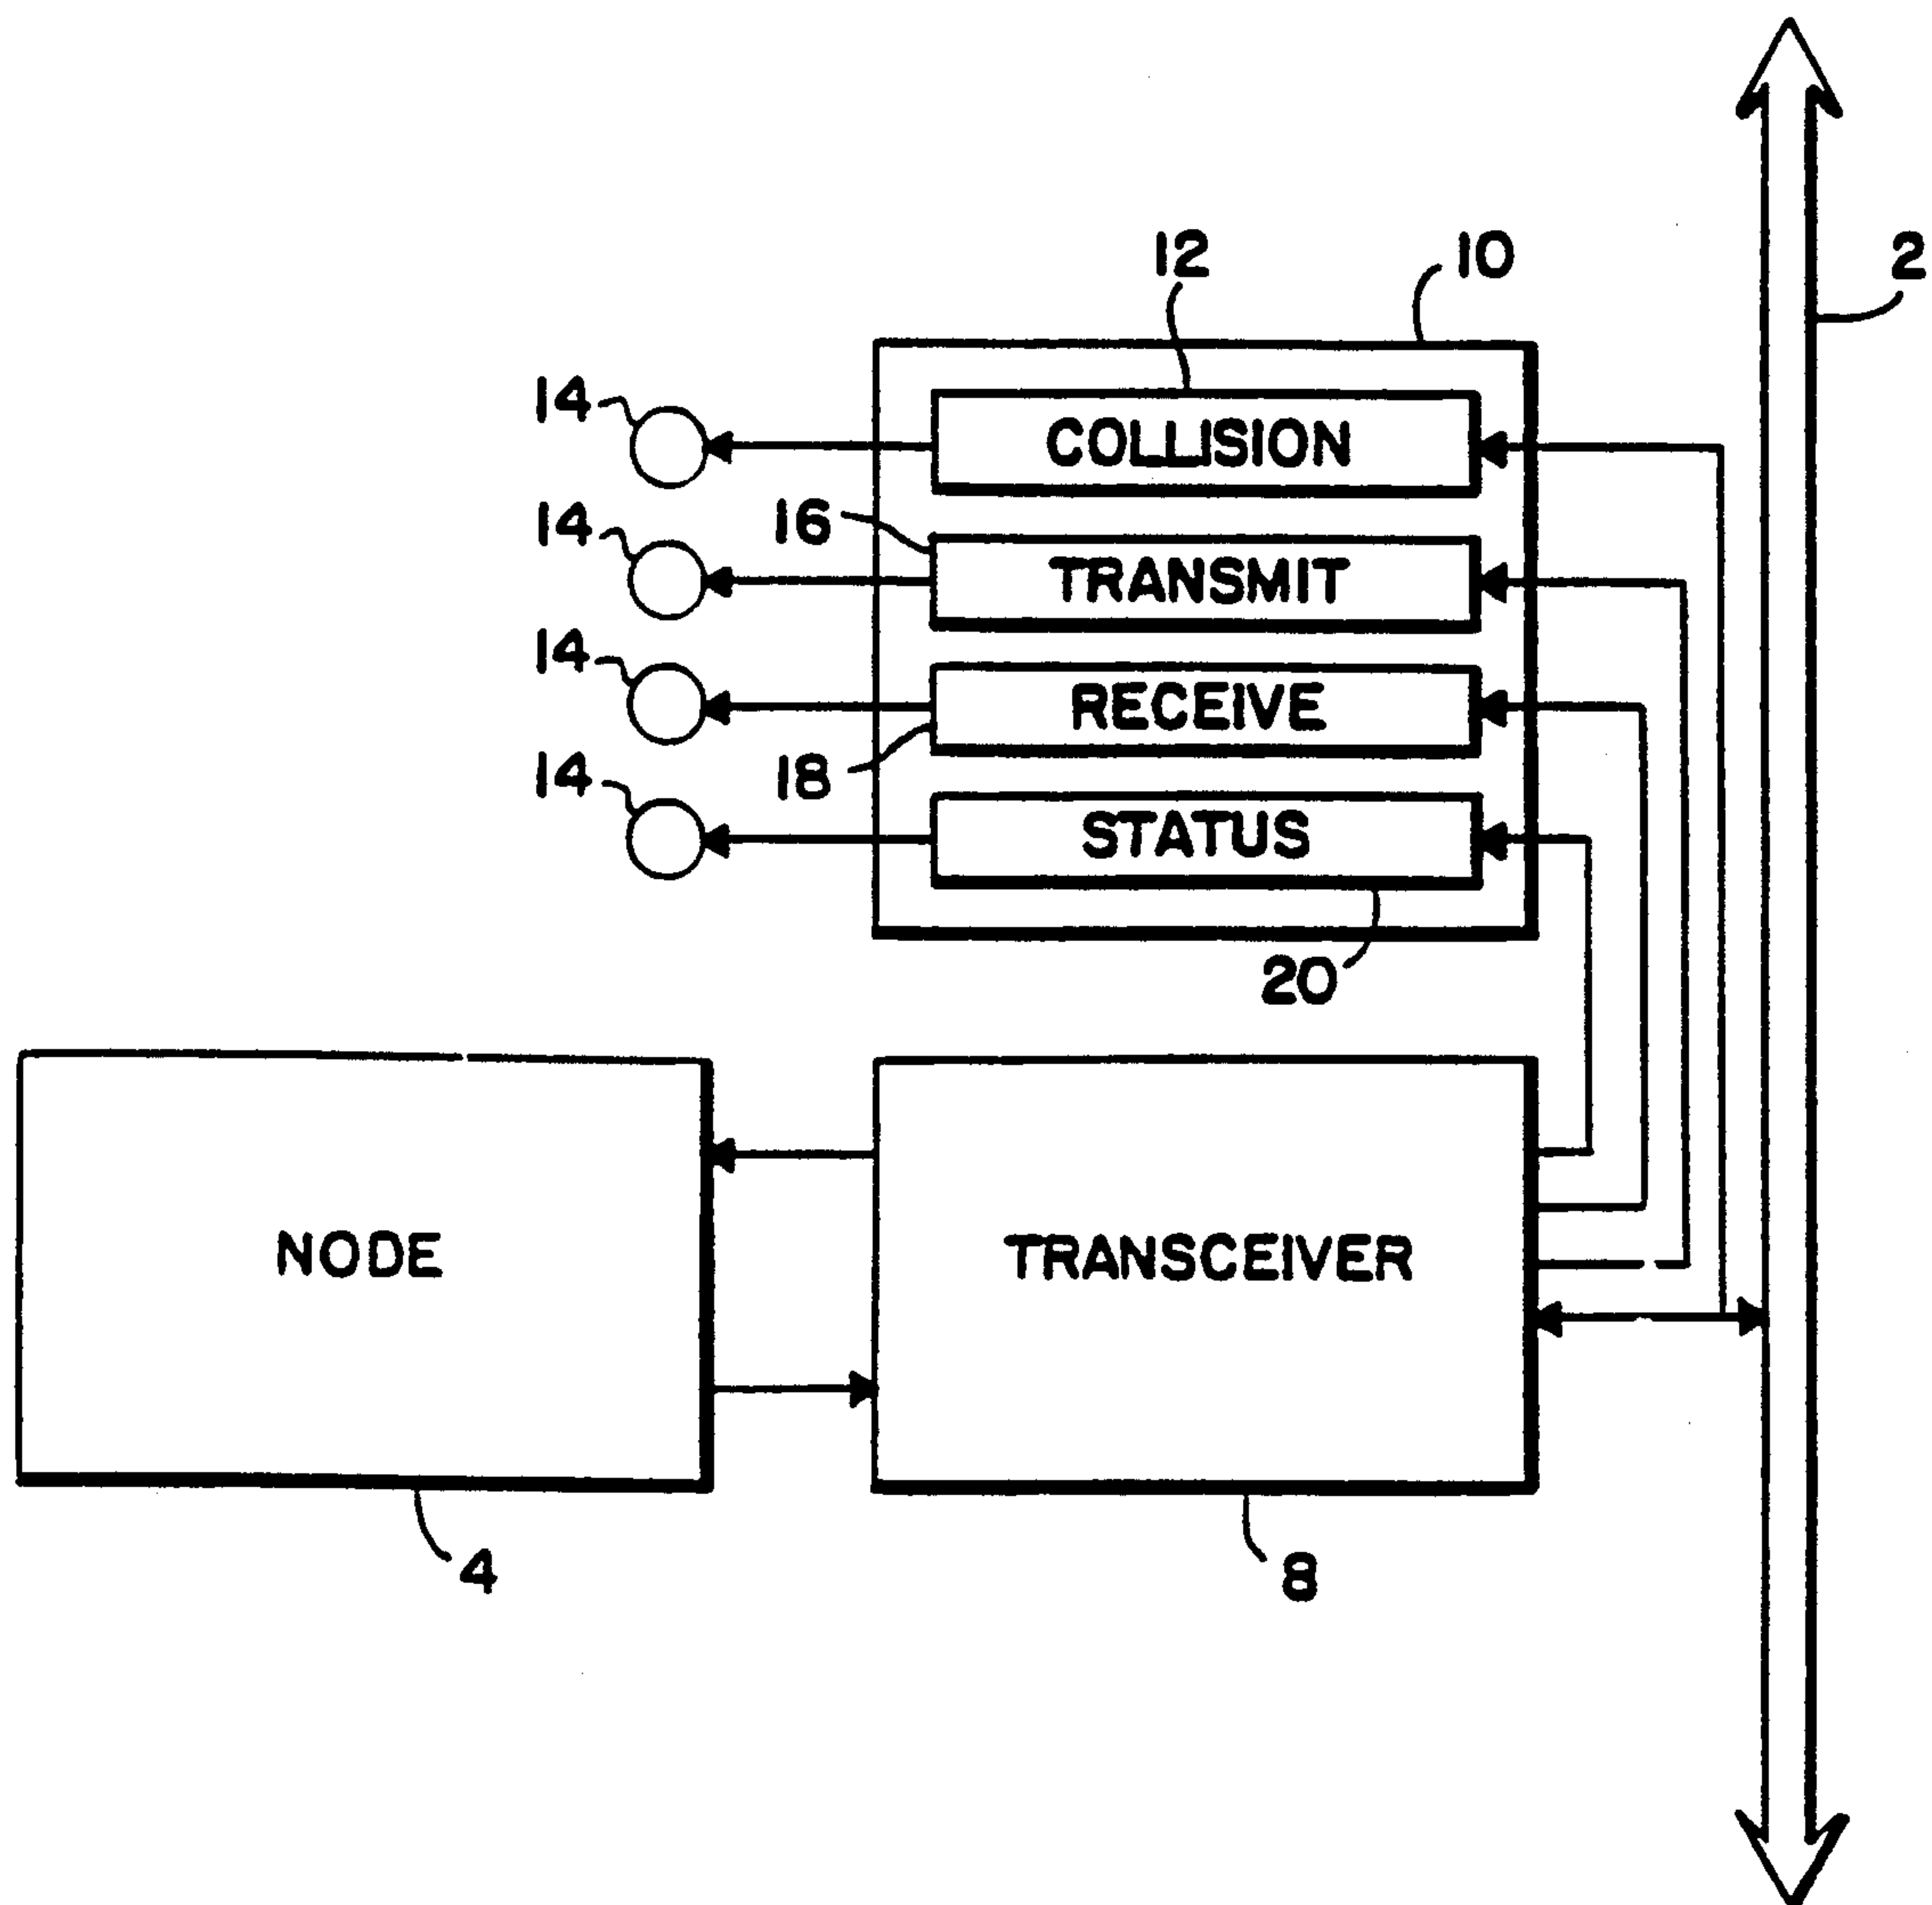 12
10
2
14
COLLISION
14
16
TRANSMIT
14
RECEIVE
14
18
STATUS
20
NODE
TRANSCEIVER
4
8